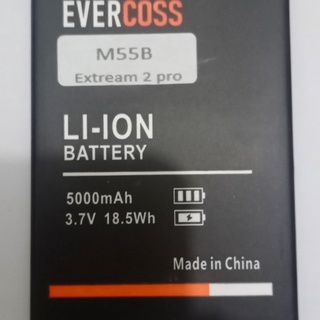 EVERCOSS
M55B
Extream 2 pro
LI-ION
BATTERY
5000mAh
3.7V 18.5Wh
Made in China